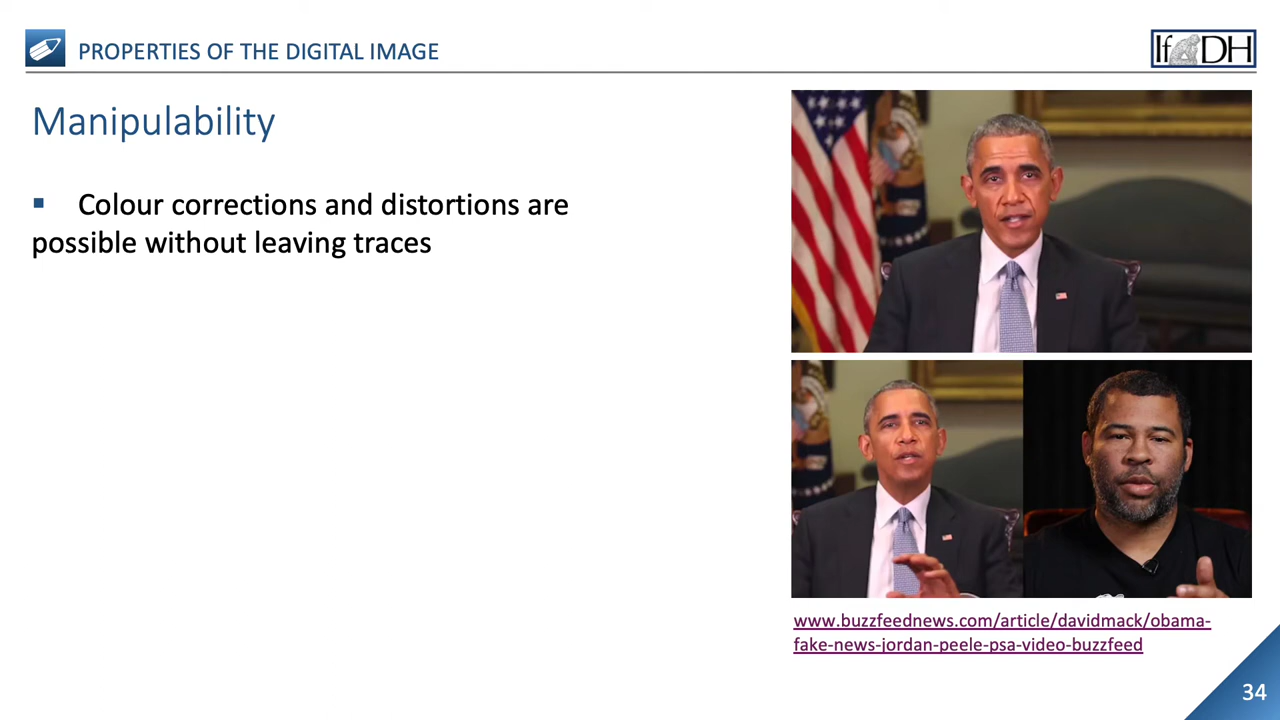 PROPERTIES OF THE DIGITAL IMAGE
IfDH
Manipulability
▪ Colour corrections and distortions are
possible without leaving traces
www.buzzfeednews.com/article/davidmack/obama-
fake-news-jordan-peele-psa-video-buzzfeed
34